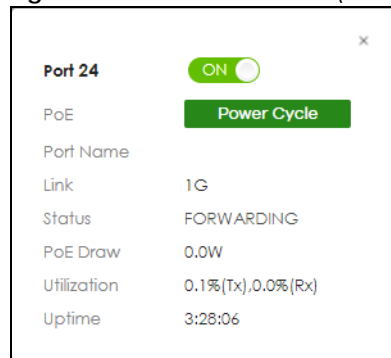 ×
Port 24 ON
PoE Power Cycle
Port Name
Link 1G
Status FORWARDING
PoE Draw 0.0W
Utilization 0.1%(Tx),0.0%(Rx)
Uptime 3:28:06